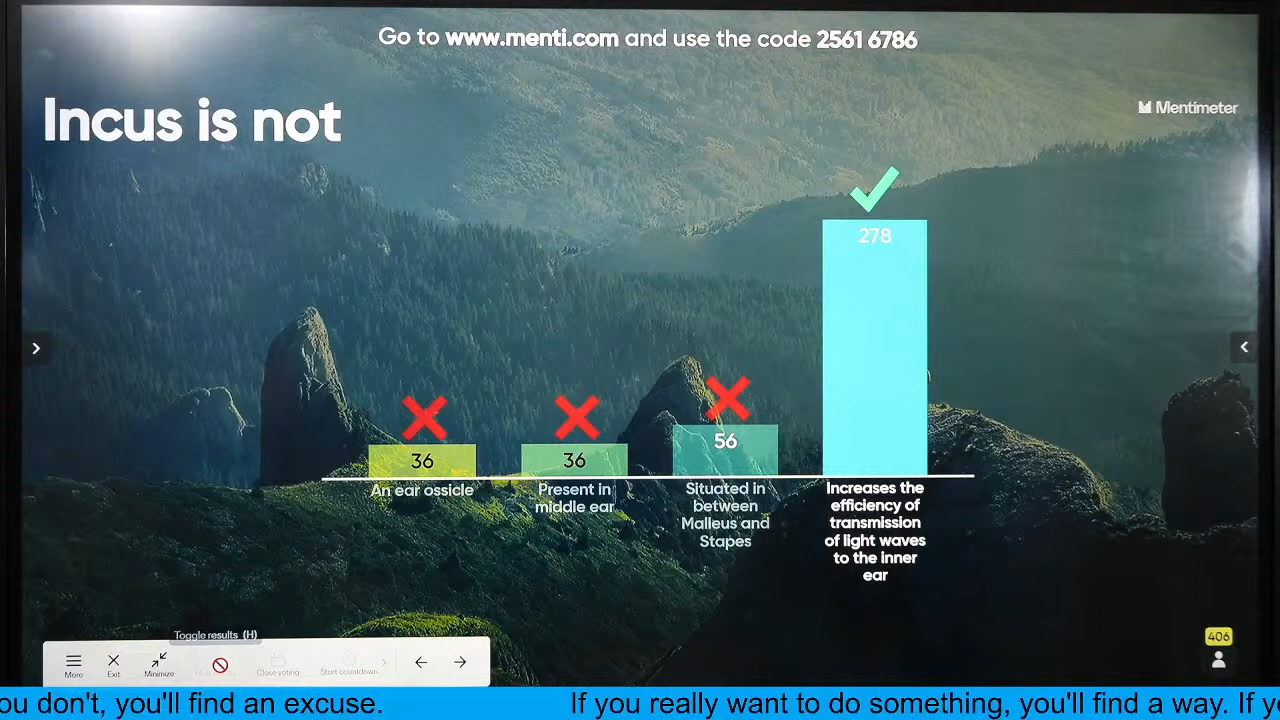 Go to www.menti.com and use the code 2561 6786
Incus is not
Mentimeter
278
36
36
56
An ear ossicle
Present in
middle ear
Situated in
between
Malleus and
Stapes
Increases the
efficiency of
transmission
of light waves
to the inner
ear
Toggle results (H)
More
Exit
Minimize
Close voting
Start countdown
406
ou don't, you'll find an excuse.
If you really want to do something, you'll find a way. If yo